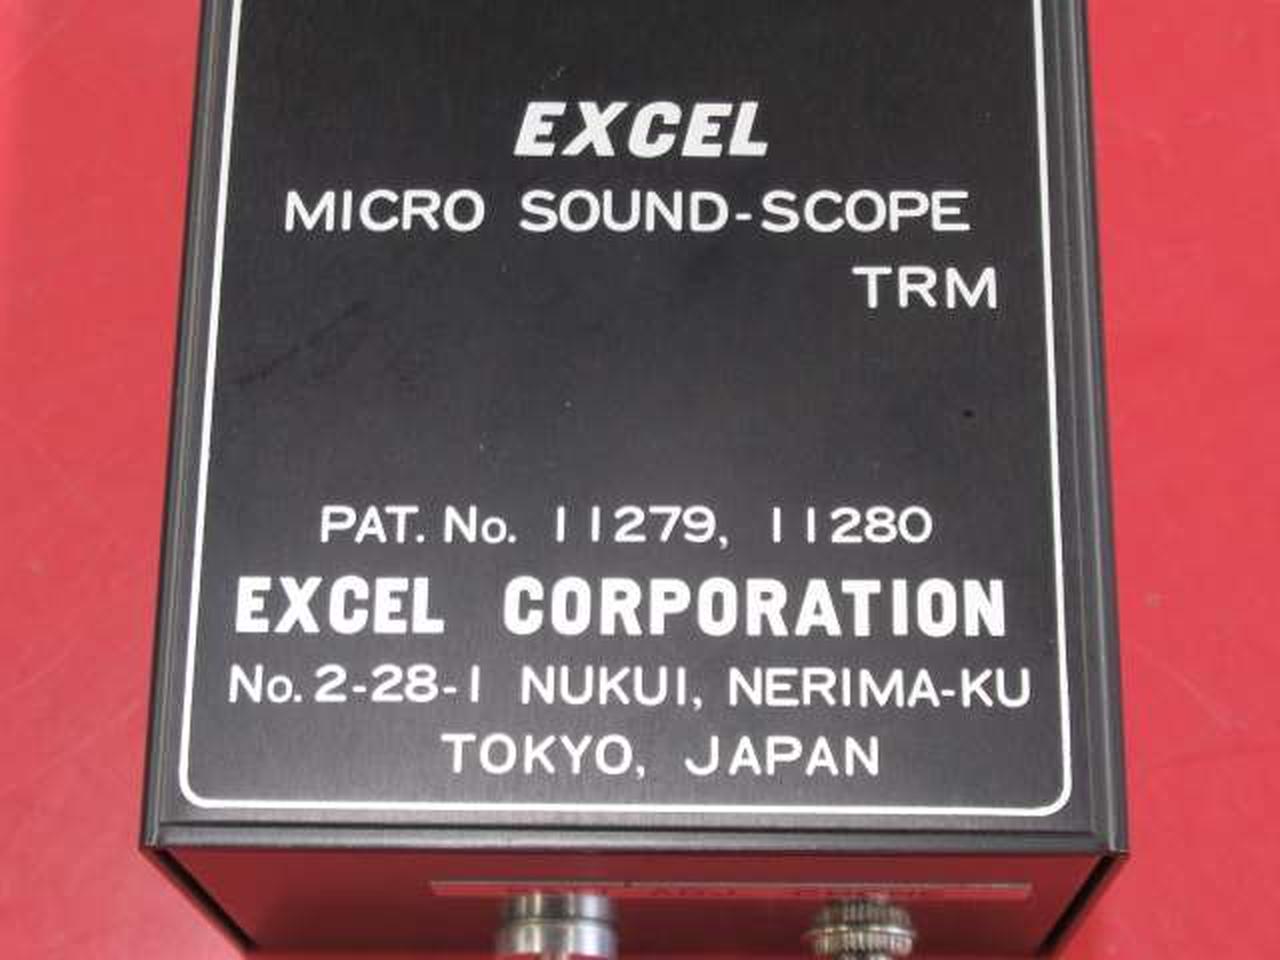 EXCEL
MICRO SOUND-SCOPE
TRM
PAT. No. 11279, 11280
EXCEL CORPORATION
No. 2-28-1 NUKUI, NERIMA-KU
TOKYO, JAPAN